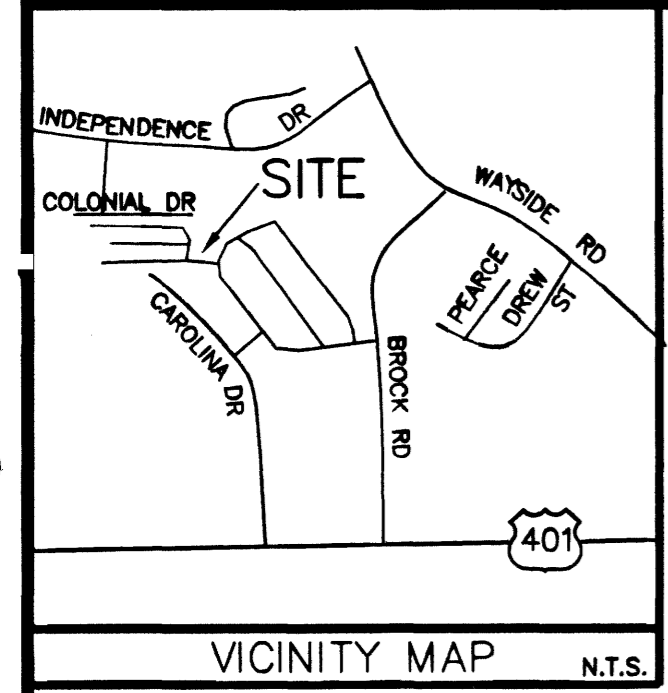 INDEPENDENCE DR
SITE
COLONIAL DR
WAYSIDE RD
PEARCE
DREW ST
CAROLINA DR
BROCK RD
401
VICINITY MAP
N.T.S.